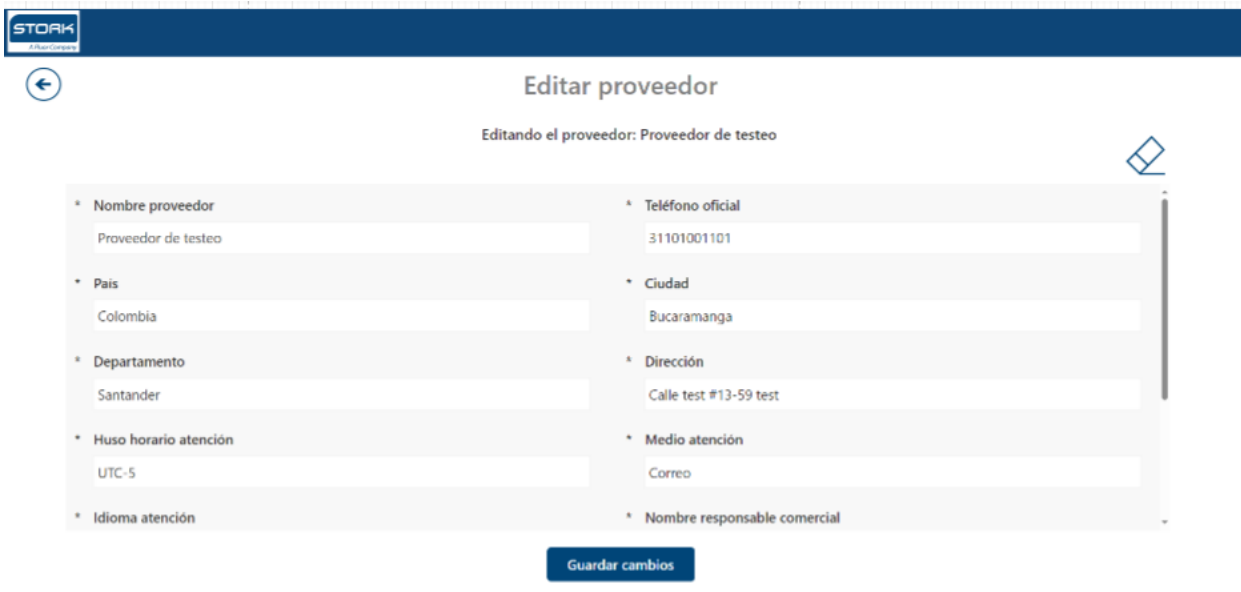 STORK
A Fluor Company
Editar proveedor
Editando el proveedor: Proveedor de testeo
* Nombre proveedor
Proveedor de testeo
* Teléfono oficial
31101001101
* País
Colombia
* Ciudad
Bucaramanga
* Departamento
Santander
* Dirección
Calle test #13-59 test
* Huso horario atención
UTC-5
* Medio atención
Correo
* Idioma atención
* Nombre responsable comercial
Guardar cambios